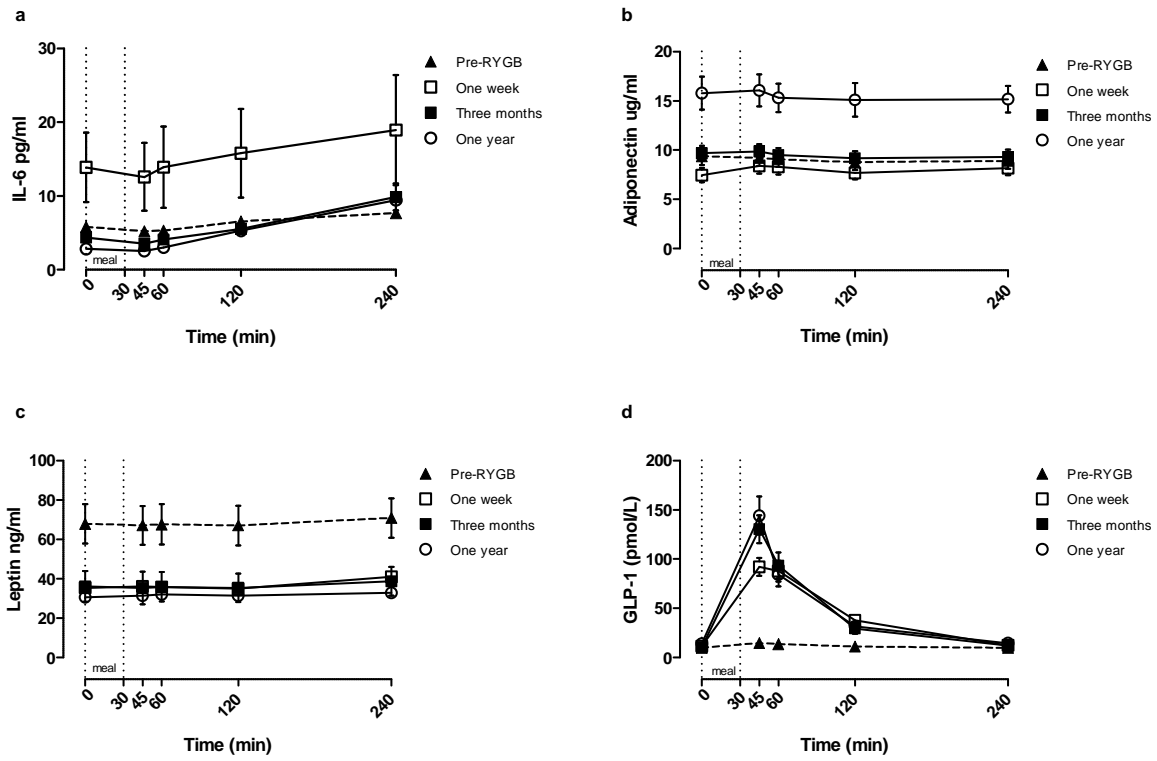 a
IL-6 pg/ml
30
20
10
0
meal
0 30 45 60 120 240
Time (min)
Pre-RYGB
One week
Three months
One year
b
Adiponectin ug/ml
20
15
10
5
0
meal
0 30 45 60 120 240
Time (min)
Pre-RYGB
One week
Three months
One year
c
Leptin ng/ml
100
80
60
40
20
0
meal
0 30 45 60 120 240
Time (min)
Pre-RYGB
One week
Three months
One year
d
GLP-1 (pmol/L)
200
150
100
50
0
meal
0 30 45 60 120 240
Time (min)
Pre-RYGB
One week
Three months
One year